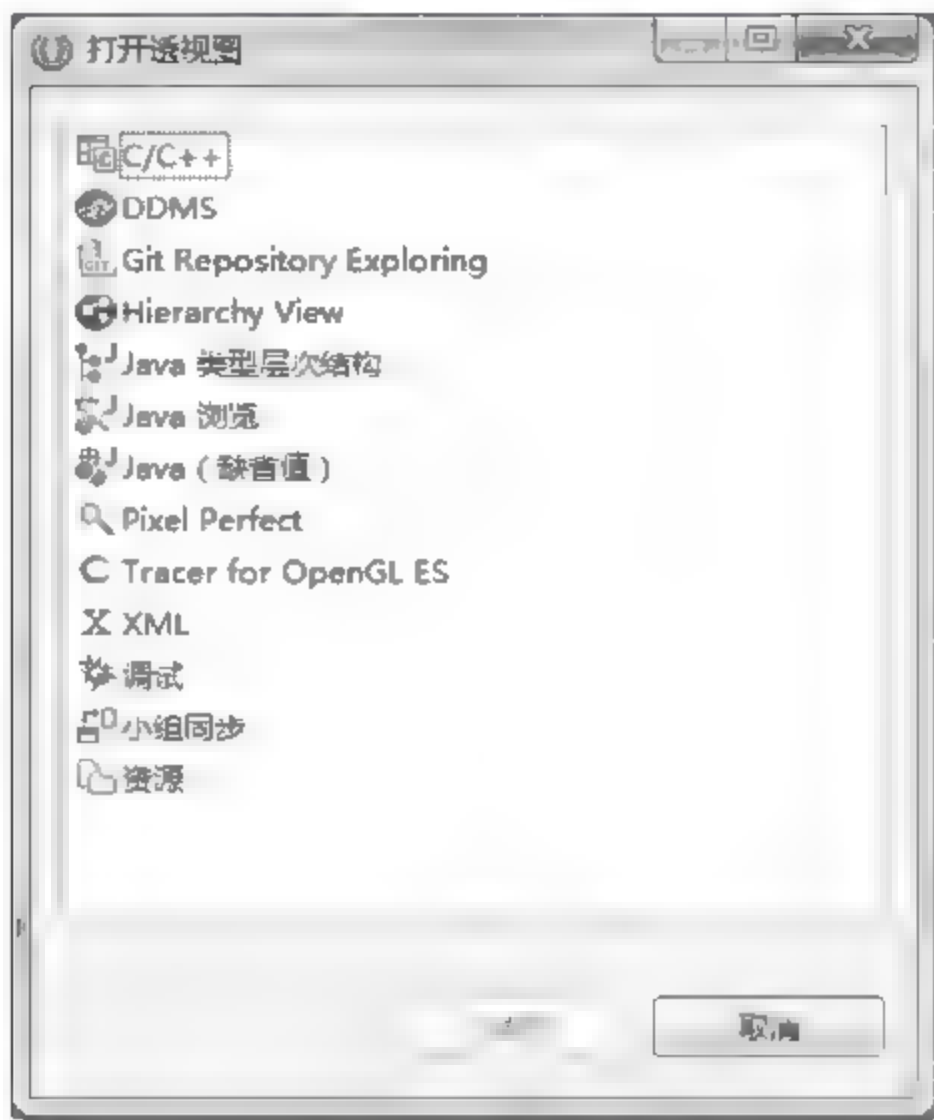 打开透视图
C/C++
DDMS
Git Repository Exploring
Hierarchy View
Java 类型层次结构
Java 浏览
Java (缺省值)
Pixel Perfect
Tracer for OpenGL ES
XML
调试
小组同步
资源